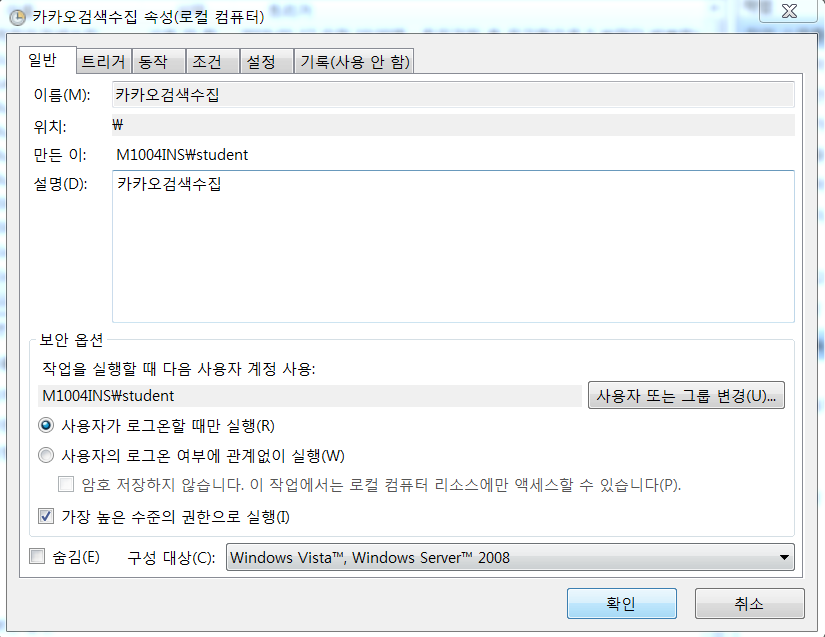 카카오검색수집 속성(로컬 컴퓨터)
일반 트리거 동작 조건 설정 기록(사용 안 함)
이름(M): 카카오검색수집
위치: ₩
만든 이: M1004INS₩student
설명(D): 카카오검색수집
보안 옵션
작업을 실행할 때 다음 사용자 계정 사용:
M1004INS₩student 사용자 또는 그룹 변경(U)...
사용자가 로그온할 때만 실행(R)
사용자의 로그온 여부에 관계없이 실행(W)
암호 저장하지 않습니다. 이 작업에서는 로컬 컴퓨터 리소스에만 액세스할 수 있습니다(P).
가장 높은 수준의 권한으로 실행(I)
숨김(E) 구성 대상(C): Windows Vista™, Windows Server™ 2008
확인 취소